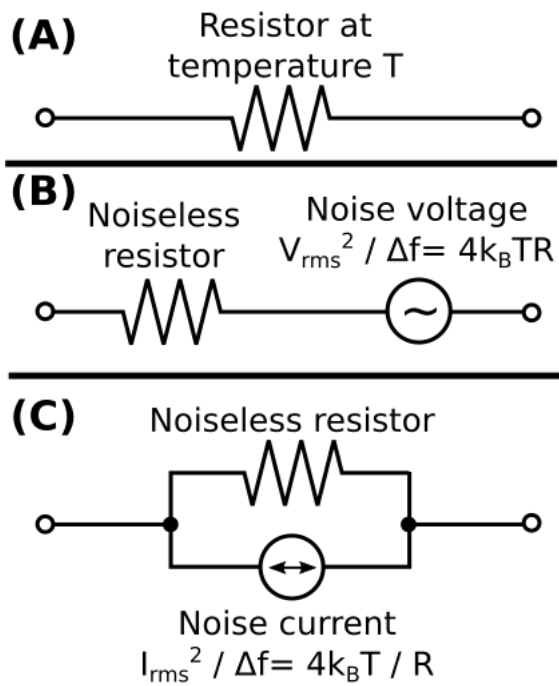 (A)
Resistor at
temperature T
(B)
Noiseless
resistor
Noise voltage
Vrms² / Δf= 4kBTR
~
(C)
Noiseless resistor
Noise current
Irms² / Δf= 4kBT / R